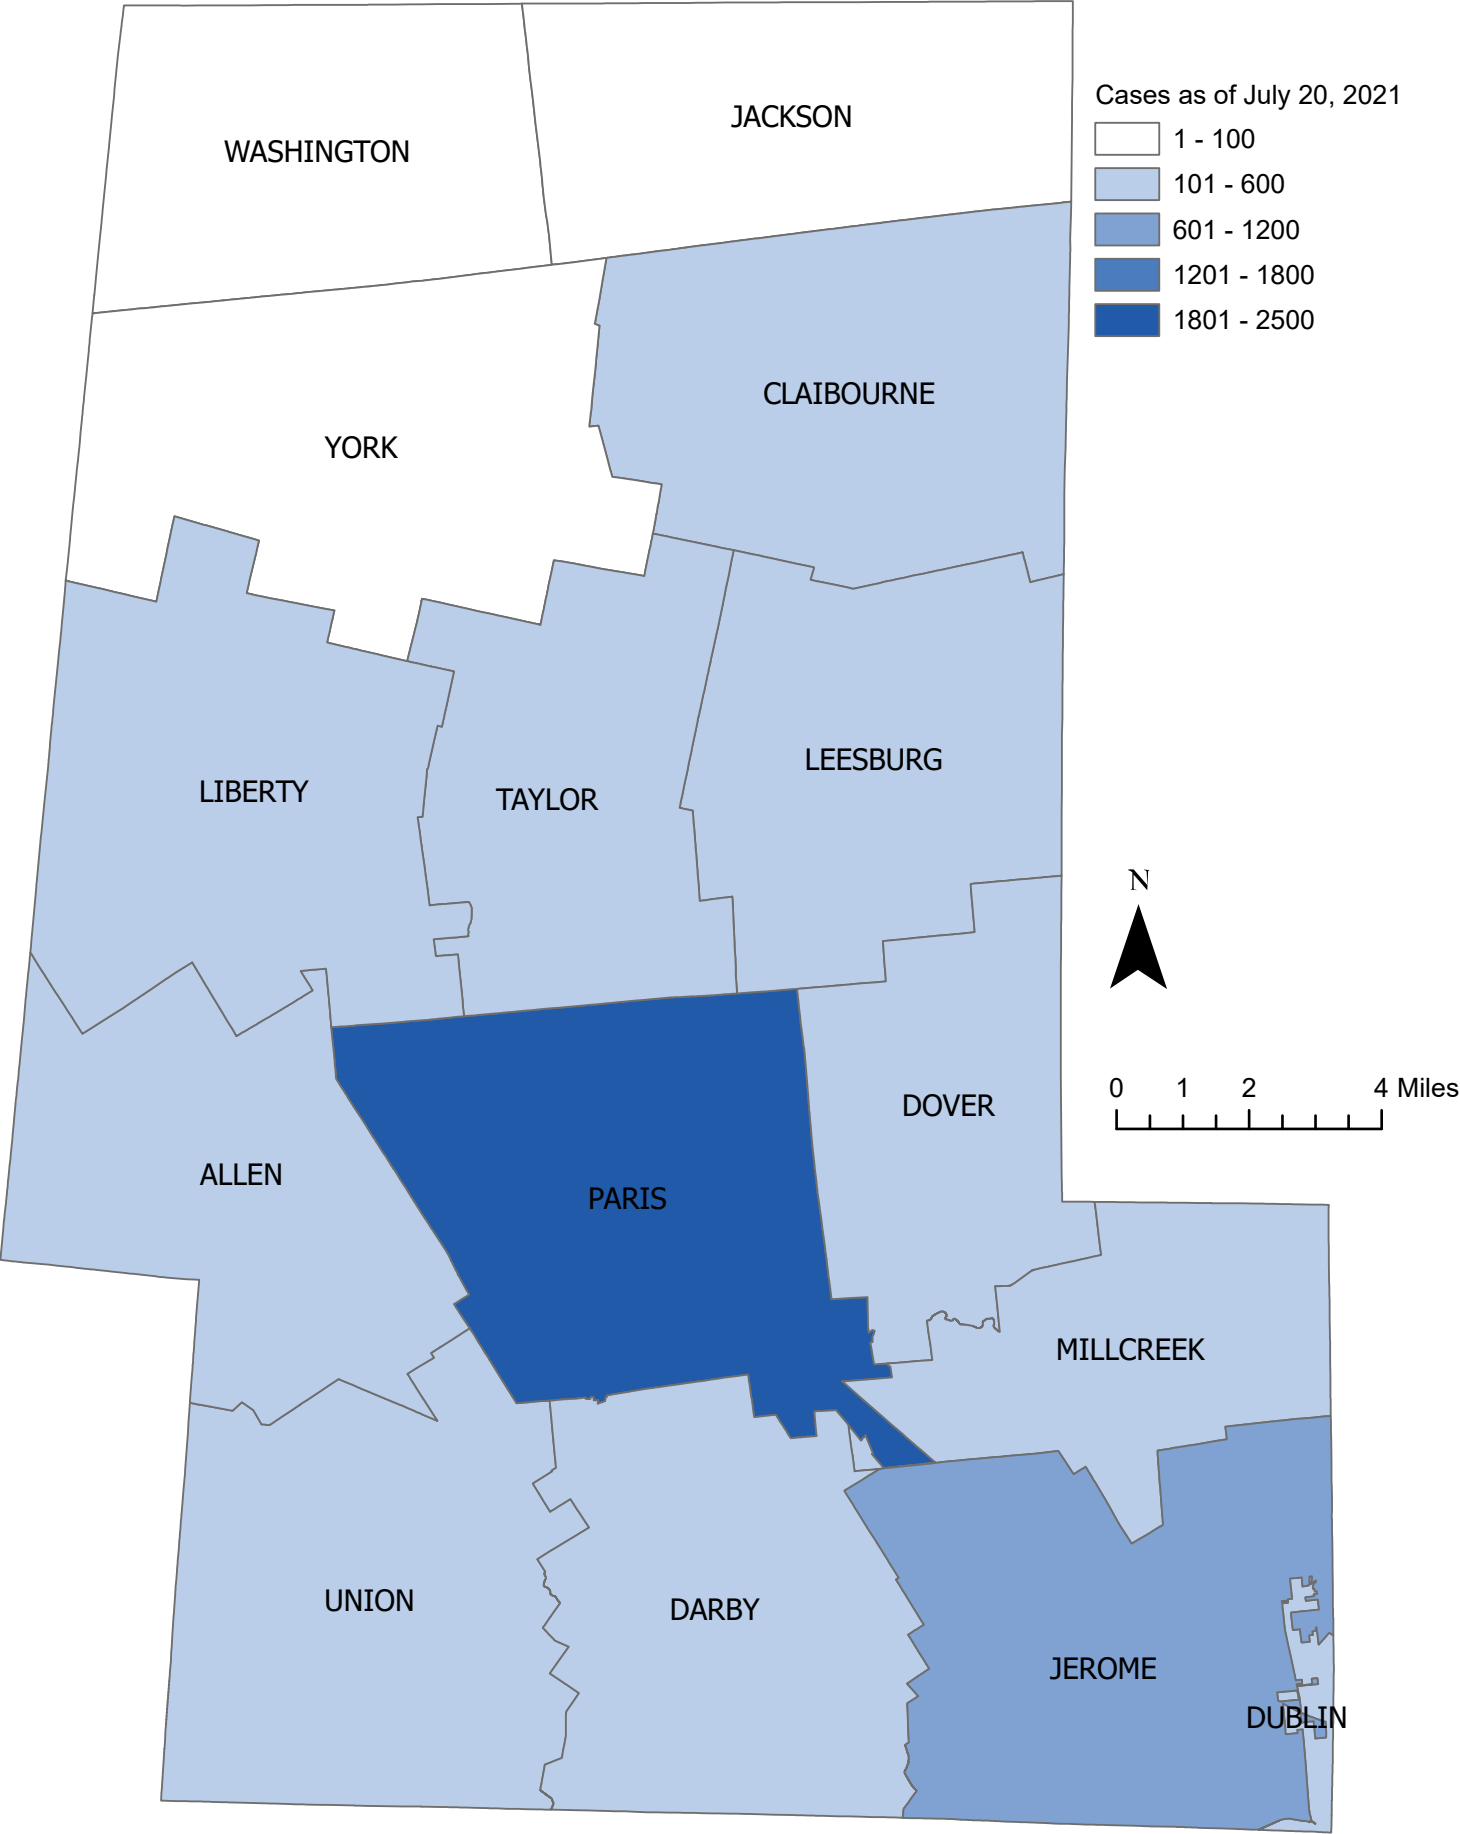 WASHINGTON
JACKSON
Cases as of July 20, 2021
1 - 100
101 - 600
601 - 1200
1201 - 1800
1801 - 2500
CLAIBOURNE
YORK
LEESBURG
LIBERTY
TAYLOR
N
0 1 2 4 Miles
DOVER
ALLEN
PARIS
MILLCREEK
UNION
DARBY
JEROME
DUBLIN